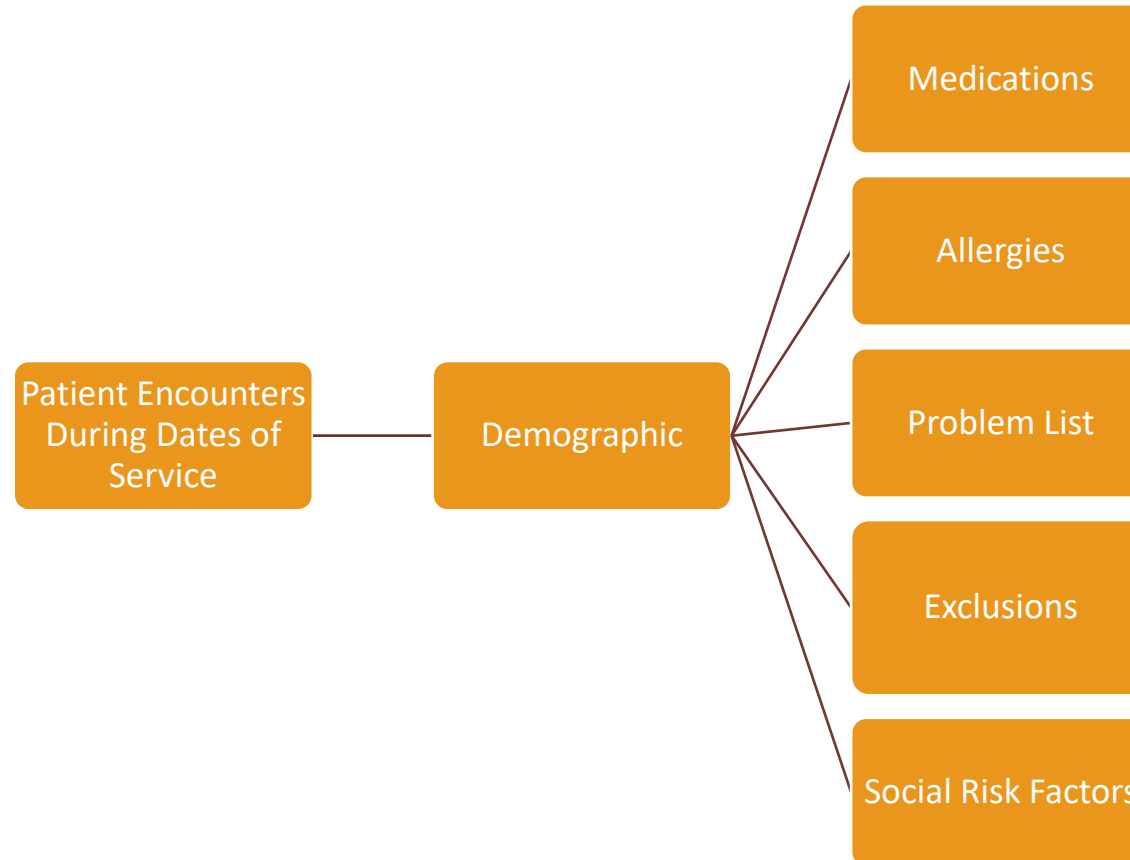 Patient Encounters
During Dates of
Service
Demographic
Medications
Allergies
Problem List
Exclusions
Social Risk Factors